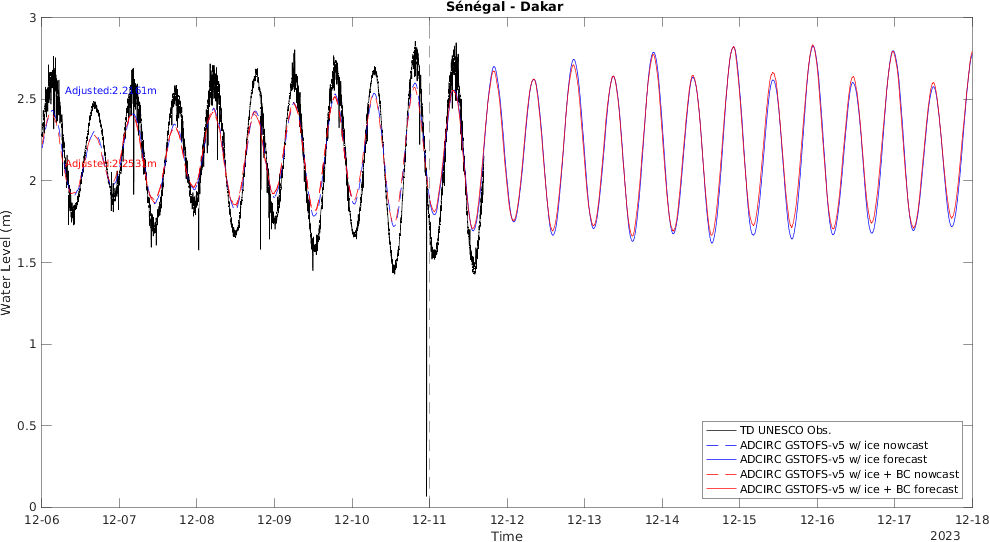 Sénégal - Dakar
Water Level (m)
3
2.5
2
1.5
1
0.5
0
Adjusted:
Adjusted:
TD UNESCO Obs.
ADCIRC GSTOFS-v5 w/ ice nowcast
ADCIRC GSTOFS-v5 w/ ice forecast
ADCIRC GSTOFS-v5 w/ ice + BC nowcast
ADCIRC GSTOFS-v5 w/ ice + BC forecast
12-06 12-07 12-08 12-09 12-10 12-11 12-12 12-13 12-14 12-15 12-16 12-17 12-18
Time
2023